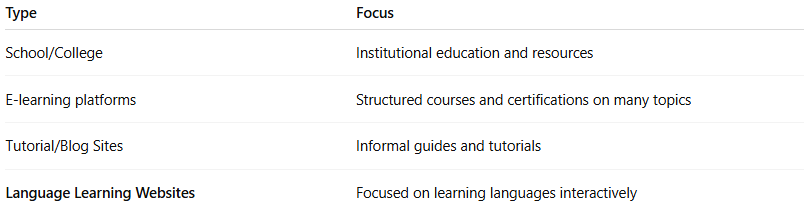 Type Focus
School/College Institutional education and resources
E-learning platforms Structured courses and certifications on many topics
Tutorial/Blog Sites Informal guides and tutorials
Language Learning Websites Focused on learning languages interactively